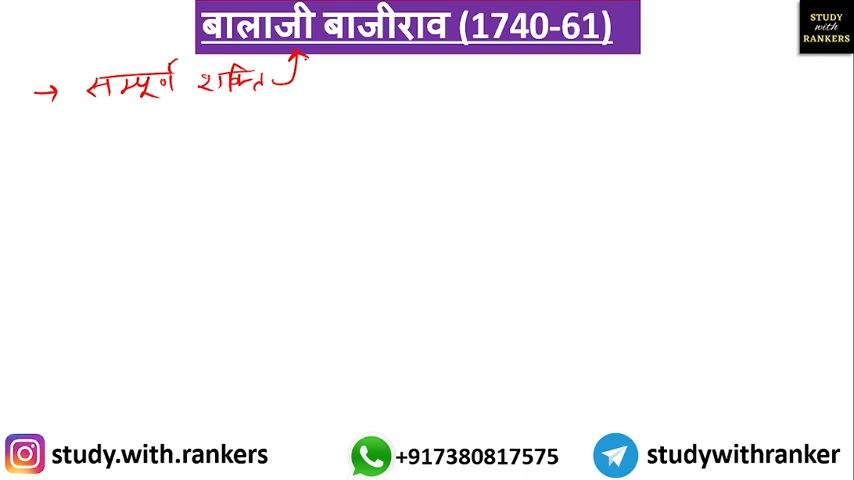 बालाजी बाजीराव (1740-61)
STUDY
with
RANKERS
→ सम्पूर्ण शक्ति
study.with.rankers
+917380817575
studywithranker